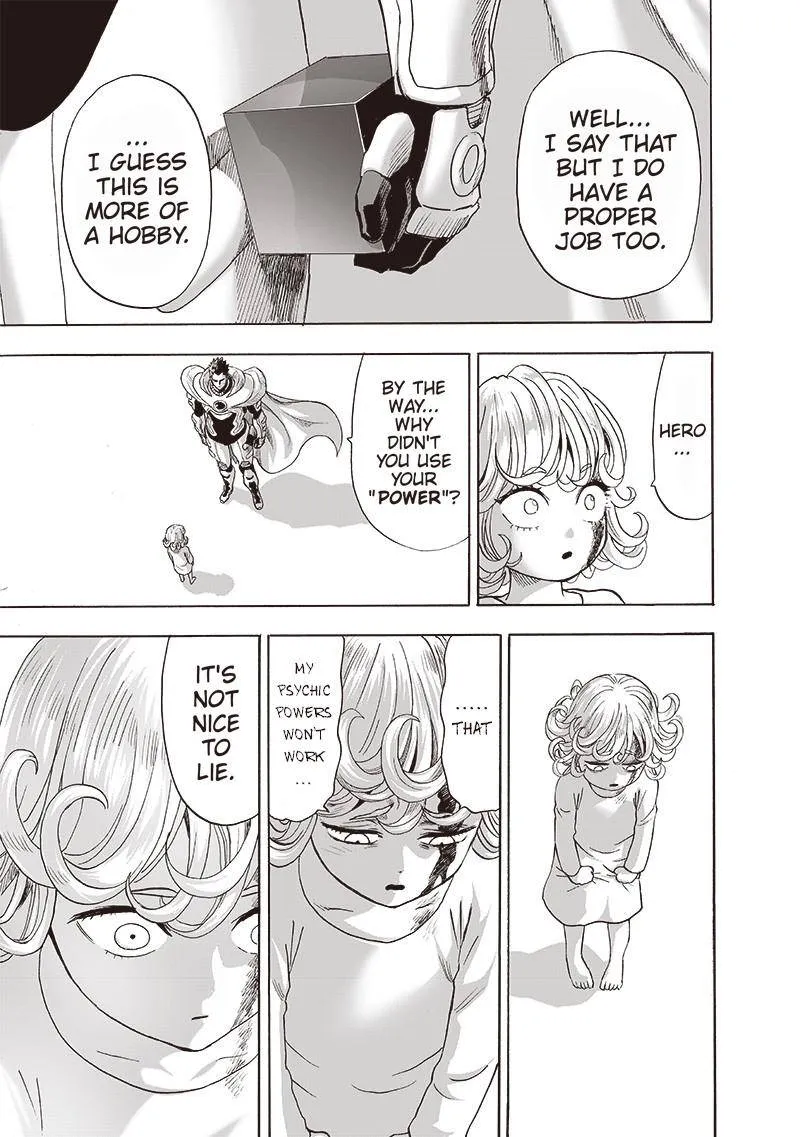 WELL...
I SAY THAT
BUT I DO
HAVE A
PROPER
JOB TOO.
...
I GUESS
THIS IS
MORE OF
A HOBBY.
HERO
...
BY THE
WAY...
WHY
DIDN'T
YOU USE
YOUR
"POWER"?
.....
THAT
MY
PSYCHIC
POWERS
WON'T
WORK
...
IT'S
NOT
NICE
TO
LIE.